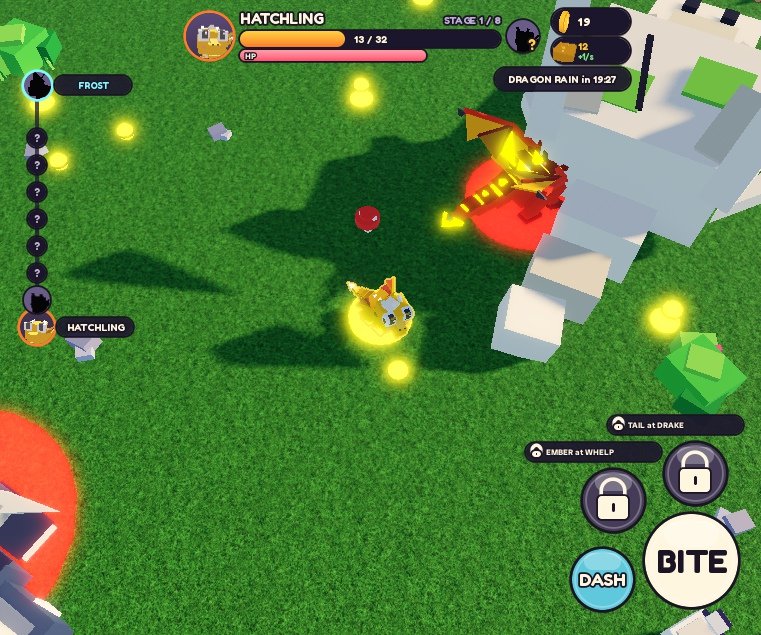 HATCHLING
STAGE 1 / 8
13 / 32
HP
?
19
12
+1/s
DRAGON RAIN in 19:27
FROST
?
?
?
?
?
?
HATCHLING
TAIL at DRAKE
EMBER at WHELP
BITE
DASH